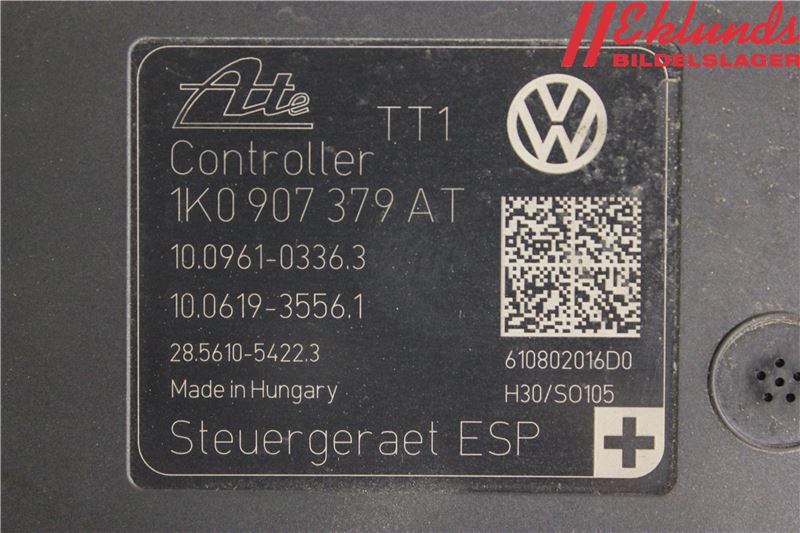 Eklunds
BILDELSLAGER
Ate
TT1
Controller
1K0 907 379 AT
10.0961-0336.3
10.0619-3556.1
28.5610-5422.3
Made in Hungary
610802016D0
H30/SO105
Steuergeraet ESP